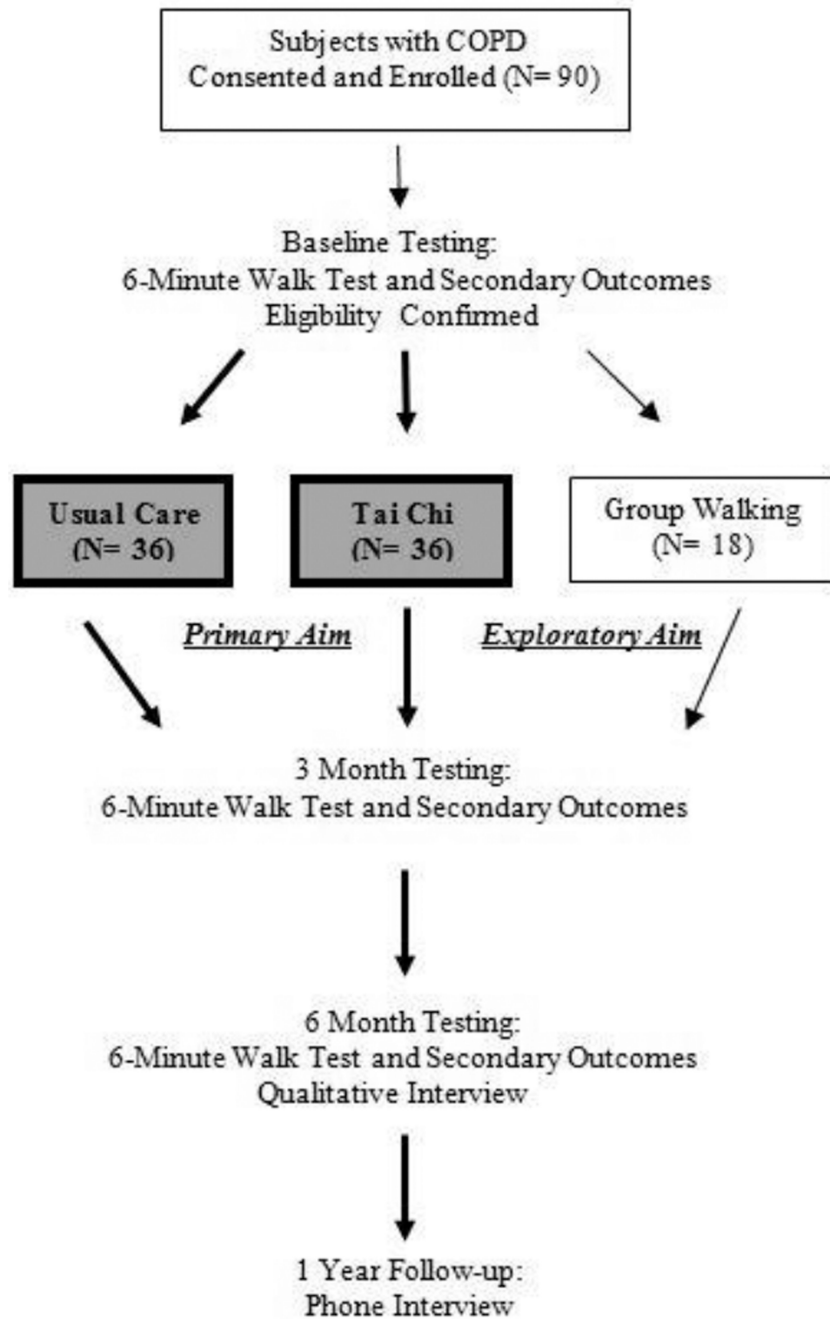 Subjects with COPD
Consented and Enrolled (N= 90)
Baseline Testing:
6-Minute Walk Test and Secondary Outcomes
Eligibility Confirmed
Usual Care
(N= 36)
Tai Chi
(N= 36)
Group Walking
(N= 18)
Primary Aim
Exploratory Aim
3 Month Testing:
6-Minute Walk Test and Secondary Outcomes
6 Month Testing:
6-Minute Walk Test and Secondary Outcomes
Qualitative Interview
1 Year Follow-up:
Phone Interview